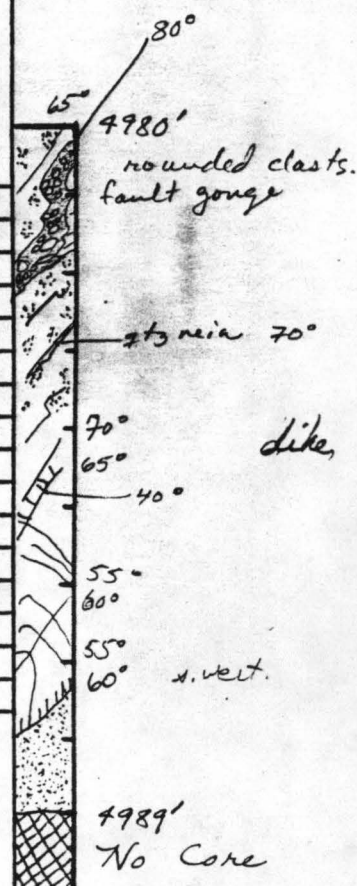 80°
65°
4980'
rounded clasts.
fault gouge
qtz vein 70°
70°
dike
65°
40°
55°
60°
55°
60° s. vert.
4989'
No Core